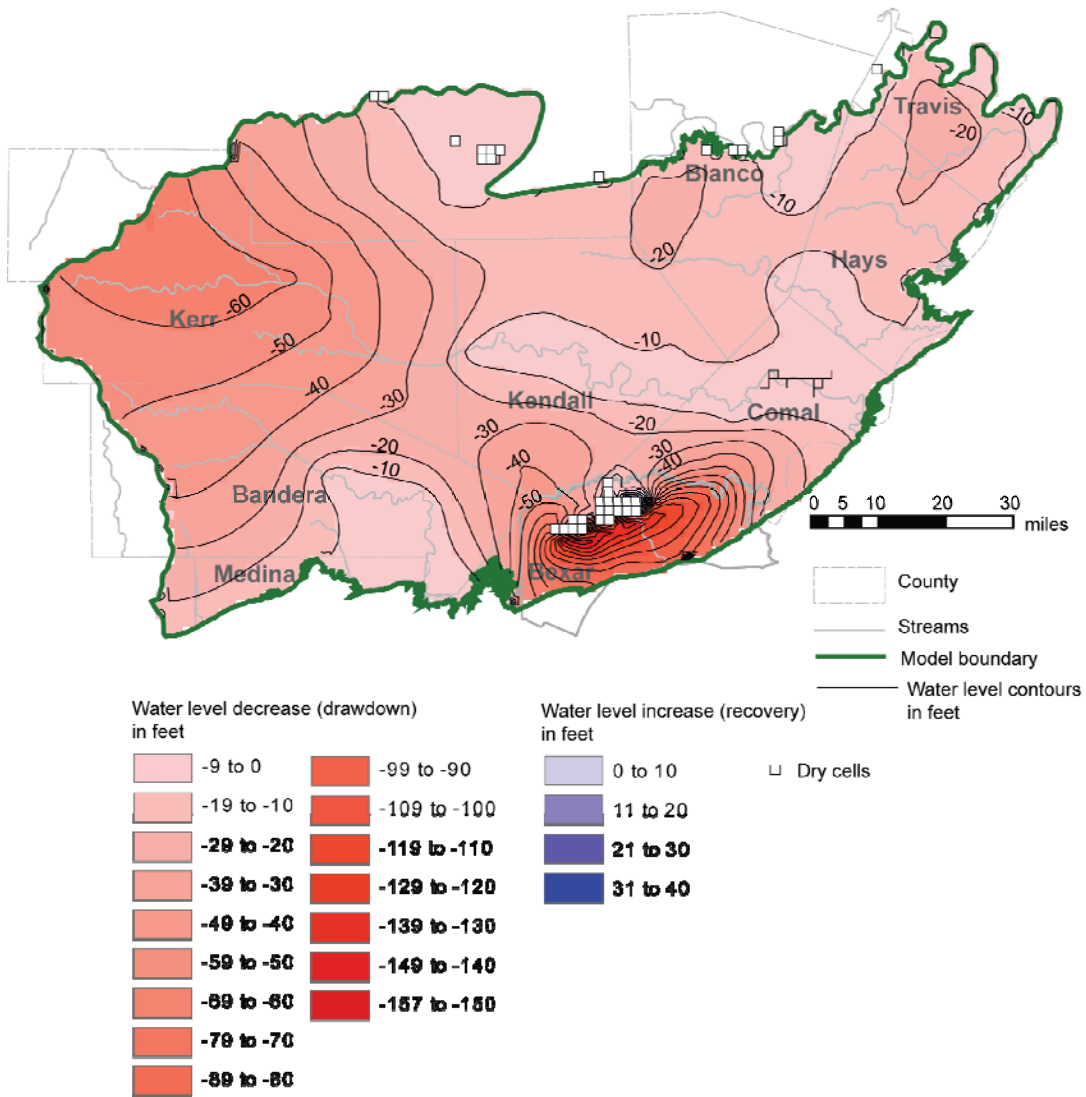 Travis
-10
-20
Blanco
-10
-20
Hays
-60
Kerr
-50
-10
-40
Kendall
-30
Comal
-20
-30
-20
-30
-10
-40
-40
Bandera
-50
0 5 10 20 30
miles
Medina
Bexar
County
Streams
Model boundary
Water level contours
in feet
Water level decrease (drawdown)
in feet
-9 to 0
-19 to -10
-29 to -20
-39 to -30
-49 to -40
-59 to -50
-69 to -60
-79 to -70
-89 to -80
-99 to -90
-109 to -100
-119 to -110
-129 to -120
-139 to -130
-149 to -140
-157 to -150
Water level increase (recovery)
in feet
0 to 10
11 to 20
21 to 30
31 to 40
Dry cells